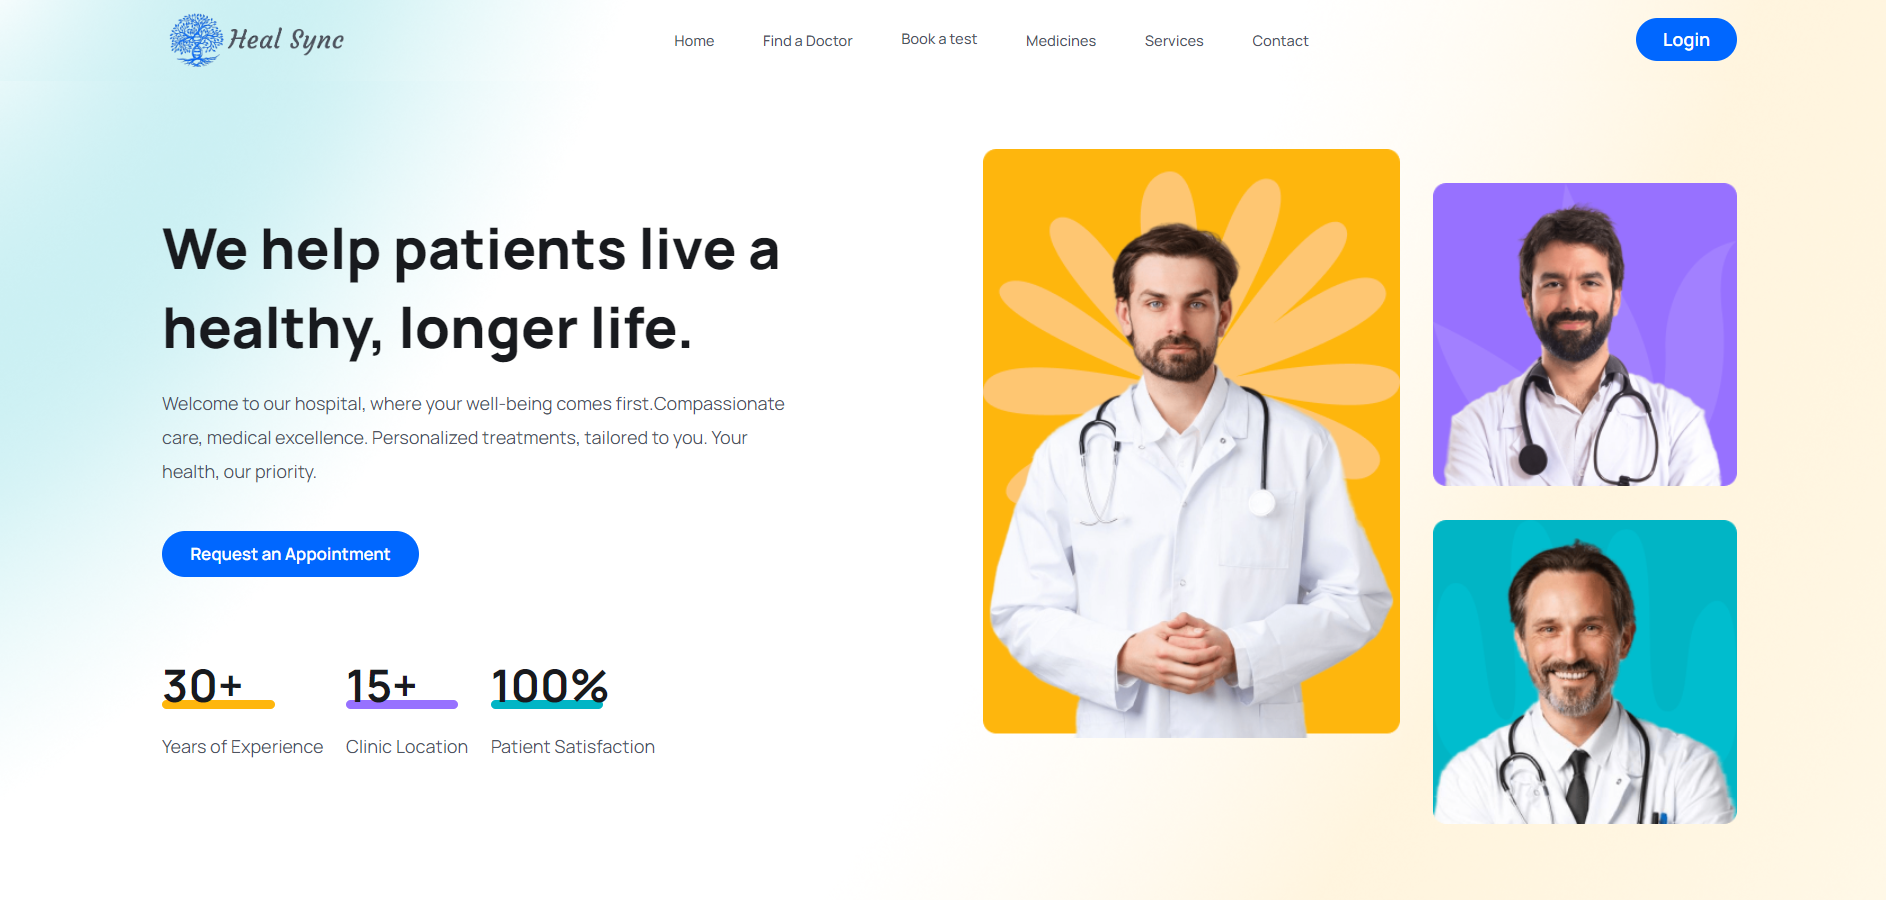 Heal Sync
Home
Find a Doctor
Book a test
Medicines
Services
Contact
Login
We help patients live a
healthy, longer life.
Welcome to our hospital, where your well-being comes first.Compassionate
care, medical excellence. Personalized treatments, tailored to you. Your
health, our priority.
Request an Appointment
30+
Years of Experience
15+
Clinic Location
100%
Patient Satisfaction